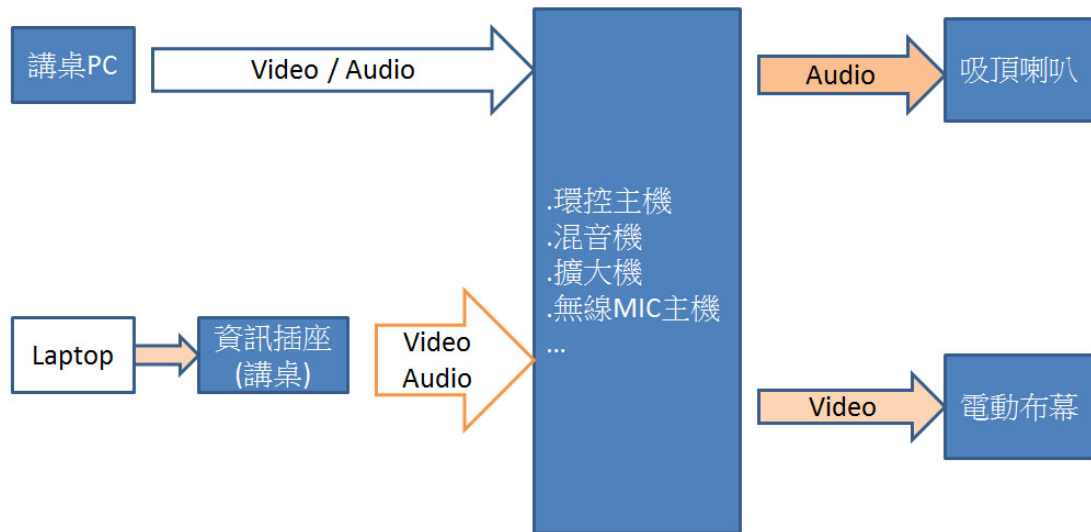 講桌PC
Video / Audio
.環控主機
.混音機
.擴大機
.無線MIC主機
...
Audio
吸頂喇叭
Laptop
資訊插座
(講桌)
Video
Audio
Video
電動布幕